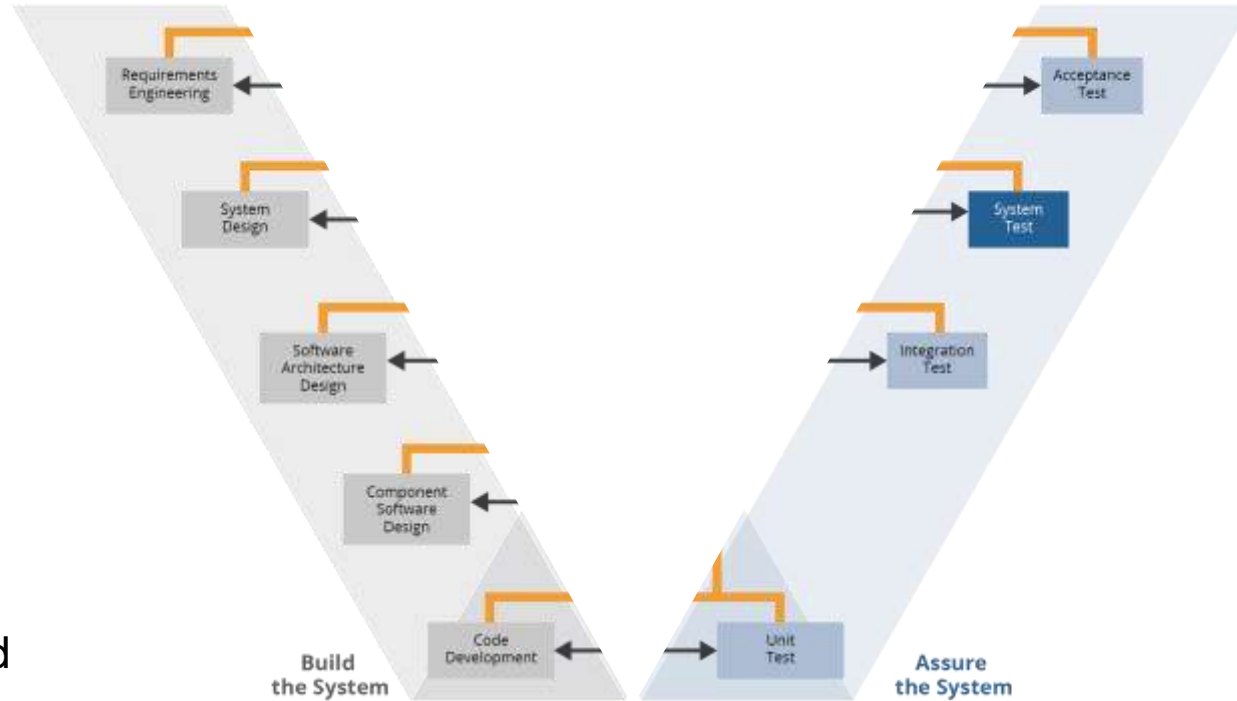 Requirements
Engineering
Acceptance
Test
System
Design
System
Test
Software
Architecture
Design
Integration
Test
Component
Software
Design
Code
Development
Unit
Test
d
Build
the System
Assure
the System